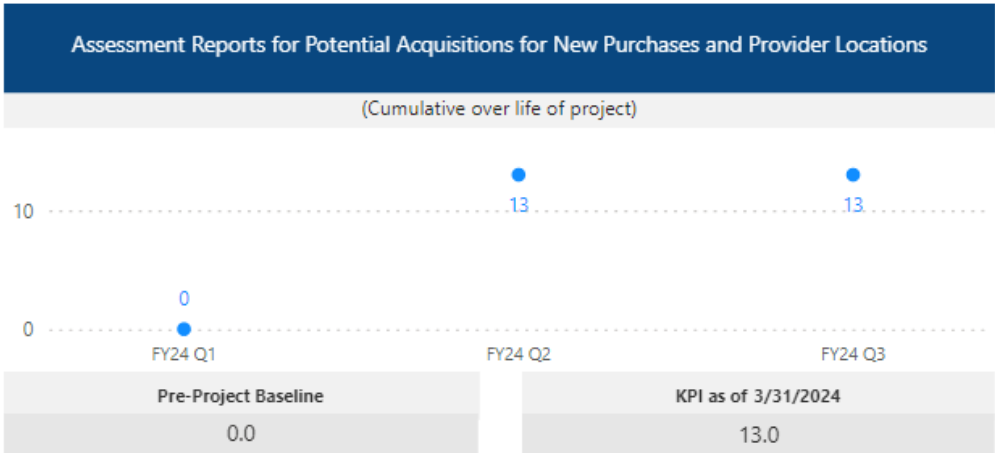 Assessment Reports for Potential Acquisitions for New Purchases and Provider Locations
(Cumulative over life of project)
10
13
13
0
0
FY24 Q1
FY24 Q2
FY24 Q3
Pre-Project Baseline
KPI as of 3/31/2024
0.0
13.0